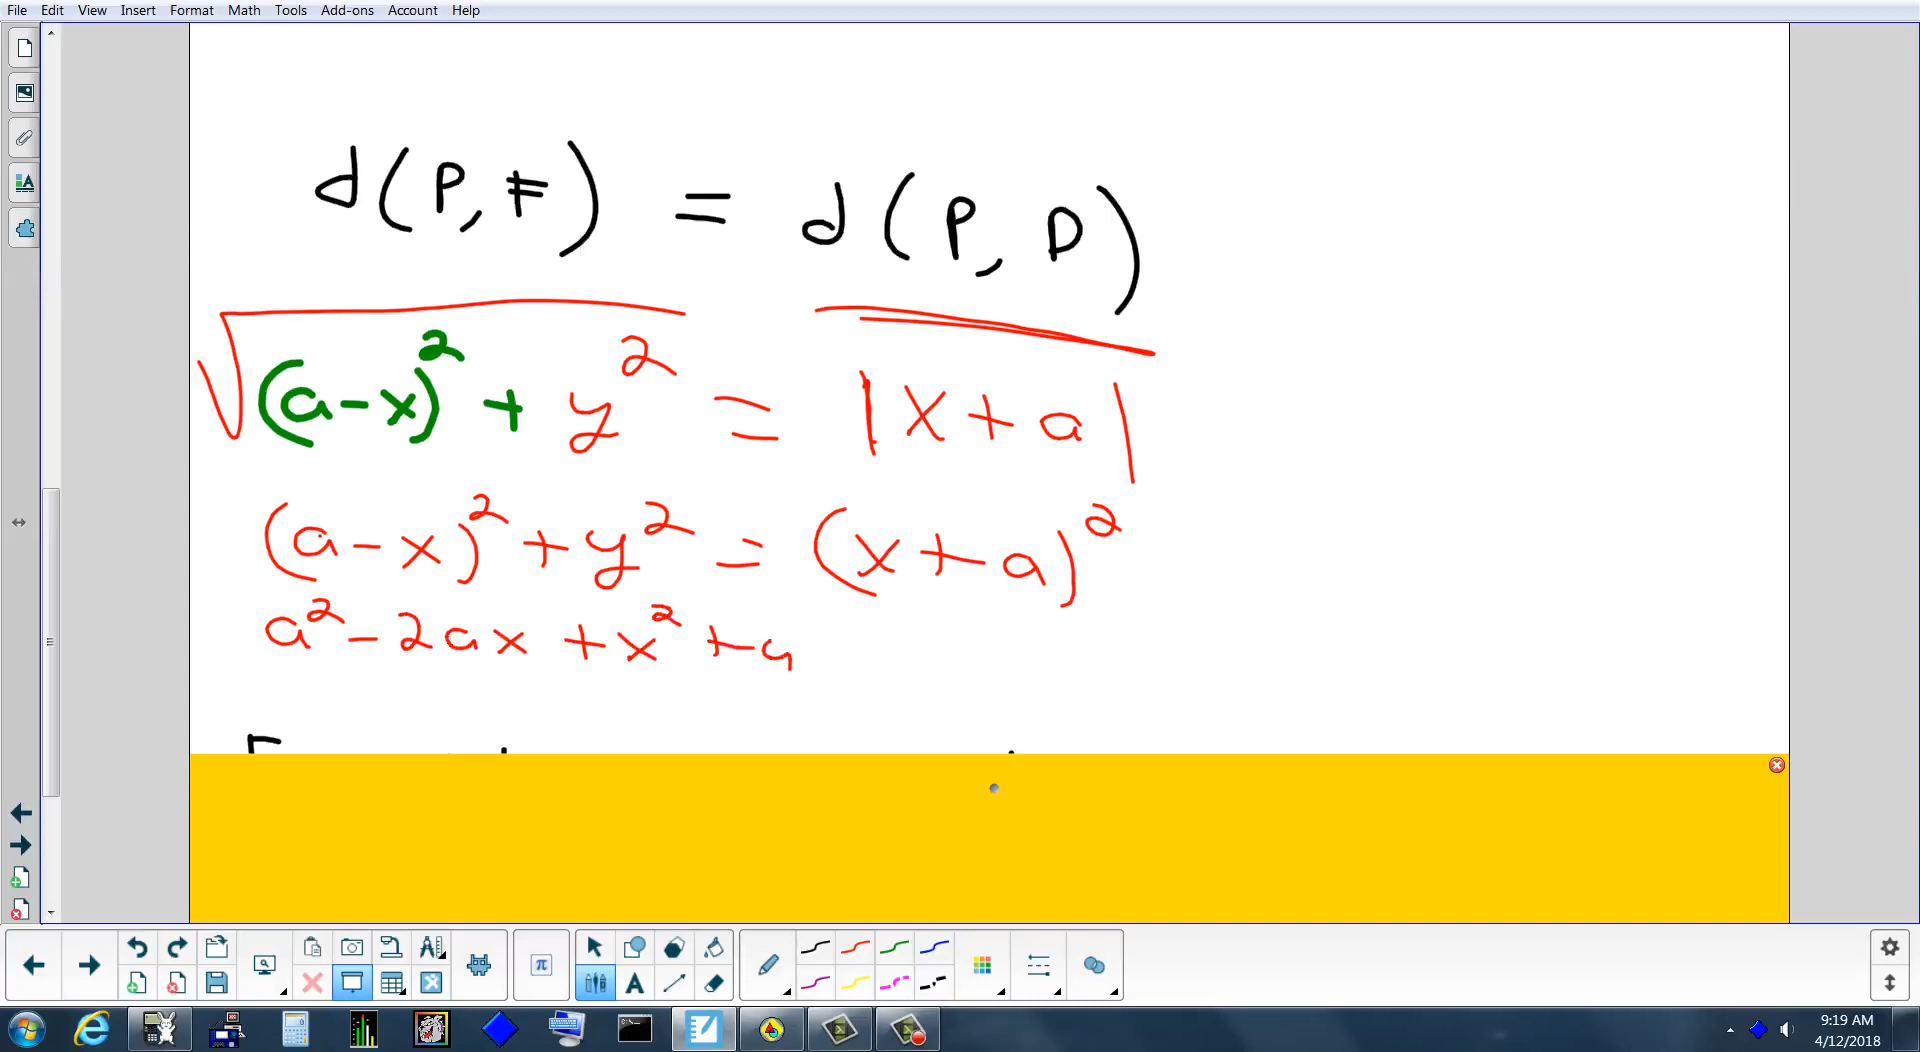 File Edit View Insert Format Math Tools Add-ons Account Help
d(P, F) = d(P, D)
√(a-x)² + y² = |x + a|
(a-x)² + y² = (x + a)²
a² - 2ax + x² +
π
A
9:19 AM
4/12/2018